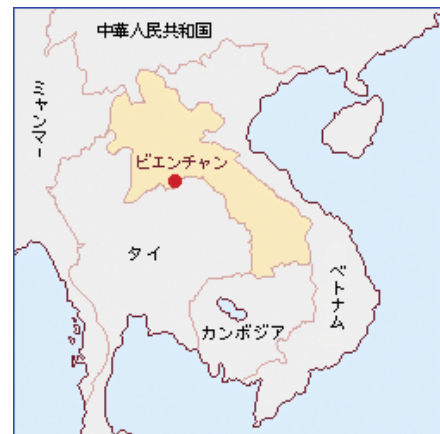 中華人民共和国
ミャンマー
ビエンチャン
タイ
ベトナム
カンボジア